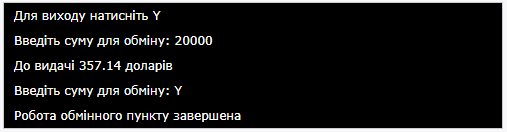 Для виходу натисніть Y
Введіть суму для обміну: 20000
До видачі 357.14 доларів
Введіть суму для обміну: Y
Робота обмінного пункту завершена